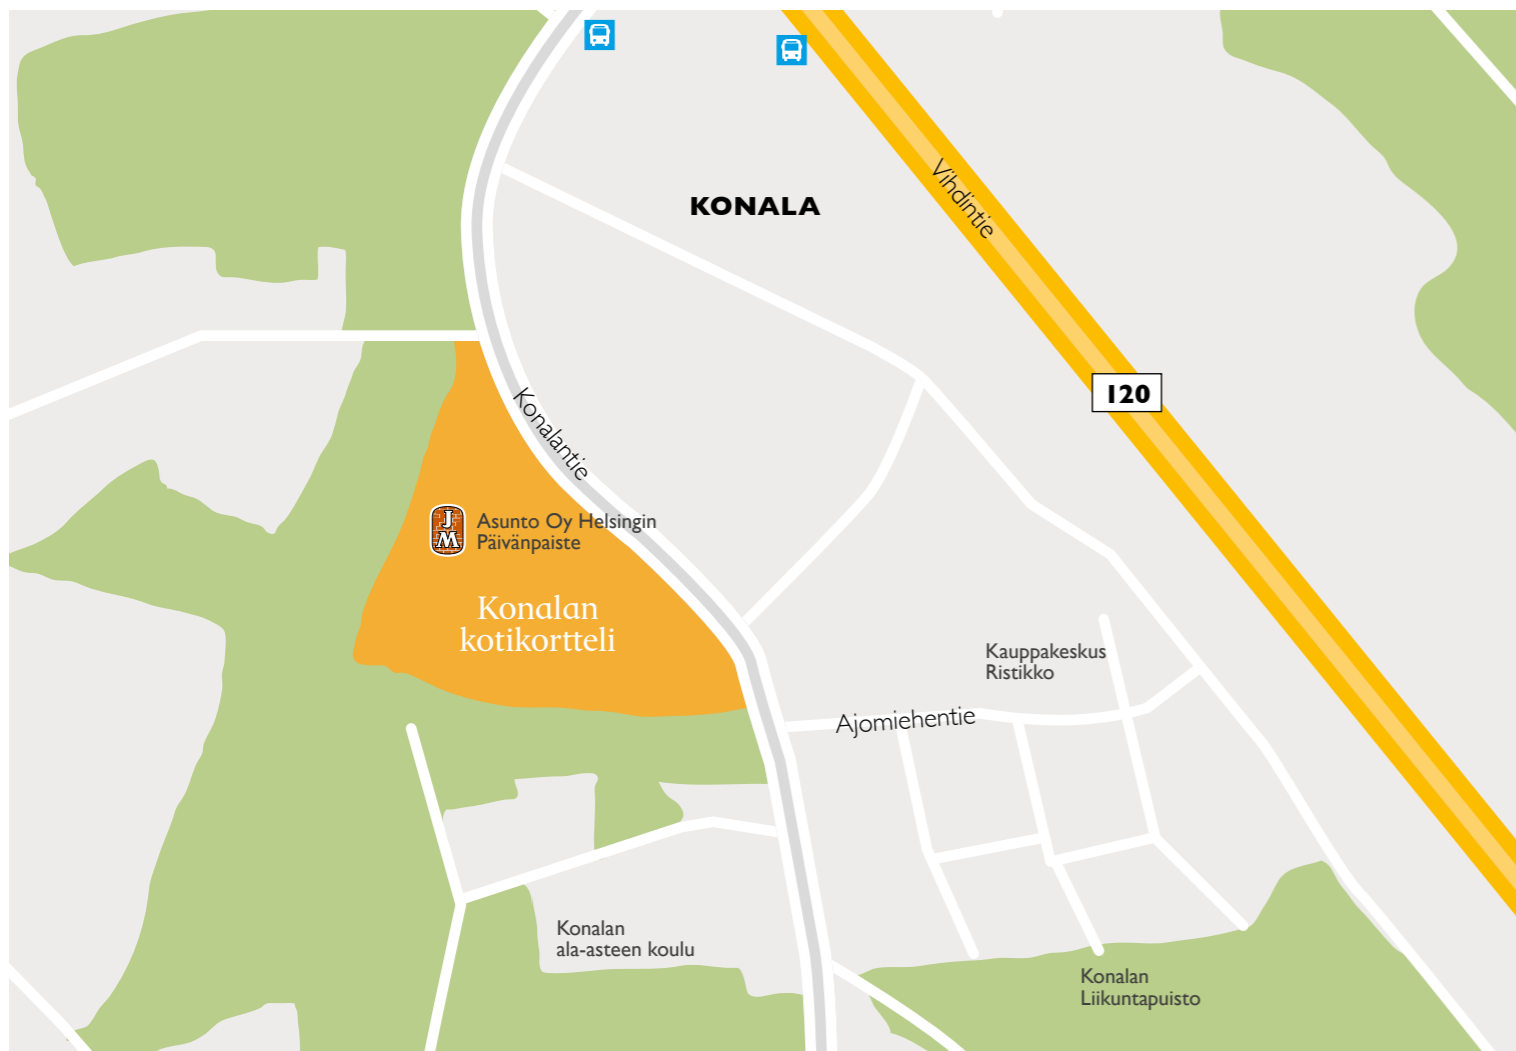 Vihdintie
KONALA
120
Konalantie
J
M
Asunto Oy Helsingin
Päivänpaiste
Konalan
kotikortteli
Kauppakeskus
Ristikko
Ajomiehentie
Konalan
ala-asteen koulu
Konalan
Liikuntapuisto